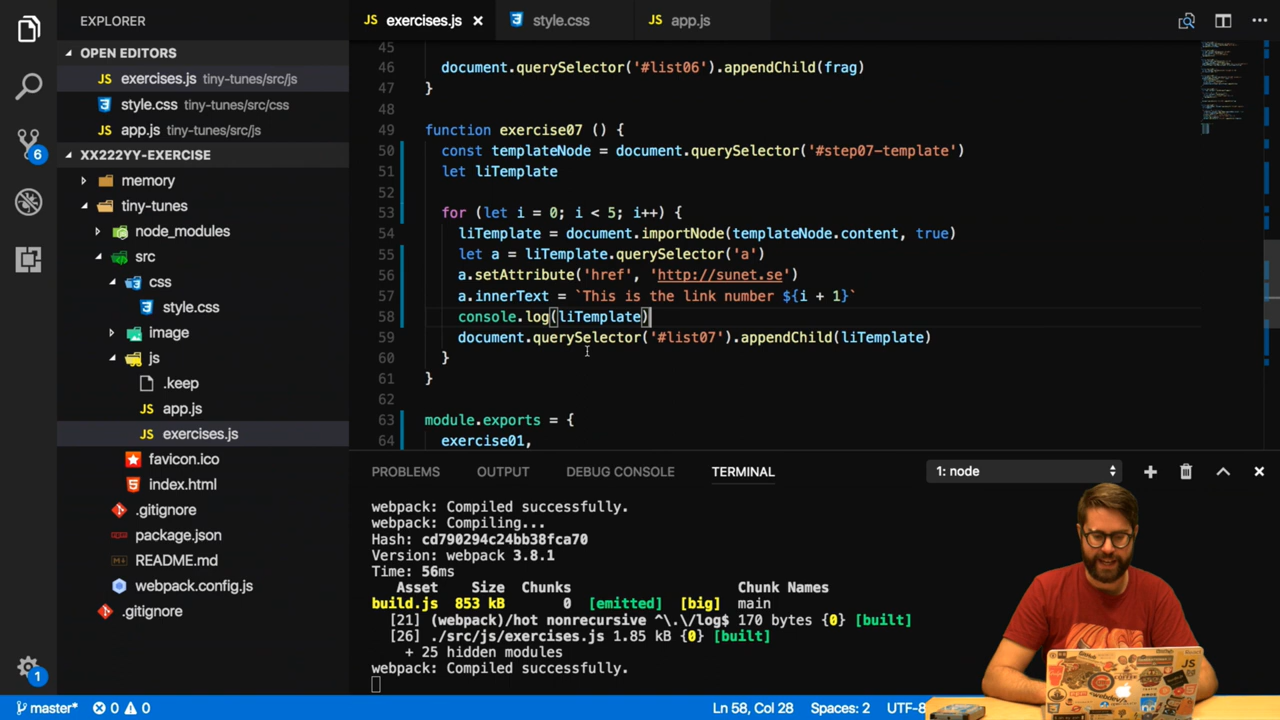 EXPLORER
OPEN EDITORS
JS exercises.js tiny-tunes/src/js
style.css tiny-tunes/src/css
JS app.js tiny-tunes/src/js
XX222YY-EXERCISE
memory
tiny-tunes
node_modules
src
css
style.css
image
js
.keep
JS app.js
JS exercises.js
favicon.ico
index.html
.gitignore
package.json
README.md
webpack.config.js
.gitignore
6
1
JS exercises.js × style.css JS app.js
45
46 document.querySelector('#list06').appendChild(frag)
47 }
48
49 function exercise07 () {
50 const templateNode = document.querySelector('#step07-template')
51 let liTemplate
52
53 for (let i = 0; i < 5; i++) {
54 liTemplate = document.importNode(templateNode.content, true)
55 let a = liTemplate.querySelector('a')
56 a.setAttribute('href', 'http://sunet.se')
57 a.innerText = `This is the link number ${i + 1}`
58 console.log(liTemplate)
59 document.querySelector('#list07').appendChild(liTemplate)
60 }
61 }
62
63 module.exports = {
64 exercise01,
PROBLEMS OUTPUT DEBUG CONSOLE TERMINAL 1: node
webpack: Compiled successfully.
webpack: Compiling...
Hash: cd790294c24bb38fca70
Version: webpack 3.8.1
Time: 56ms
Asset Size Chunks Chunk Names
build.js 853 kB 0 [emitted] [big] main
[21] (webpack)/hot nonrecursive ^\.\/log$ 170 bytes {0} [built]
[26] ./src/js/exercises.js 1.85 kB {0} [built]
+ 25 hidden modules
webpack: Compiled successfully.
master* 0 0 Ln 58, Col 28 Spaces: 2 UTF-8
JS